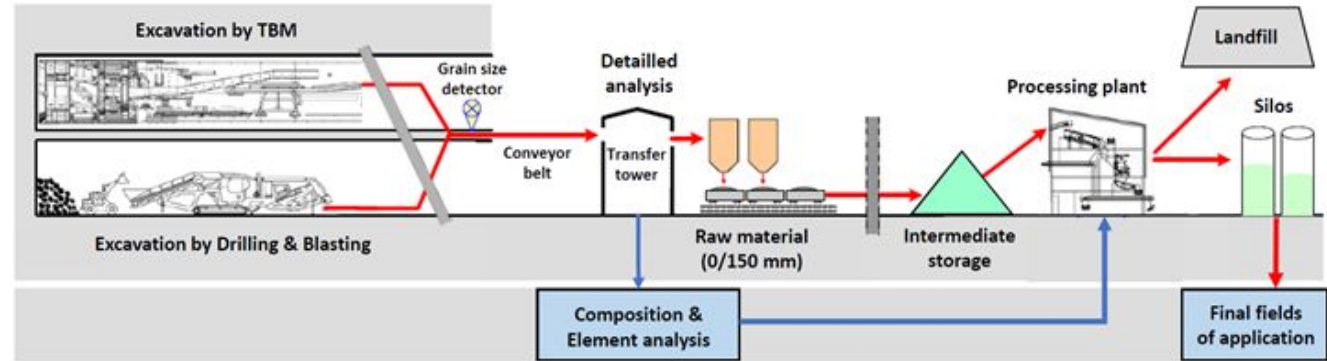 Excavation by TBM
Grain size
detector
Conveyor
belt
Excavation by Drilling & Blasting
Detailled
analysis
Transfer
tower
Raw material
(0/150 mm)
Intermediate
storage
Processing plant
Landfill
Silos
Composition &
Element analysis
Final fields
of application